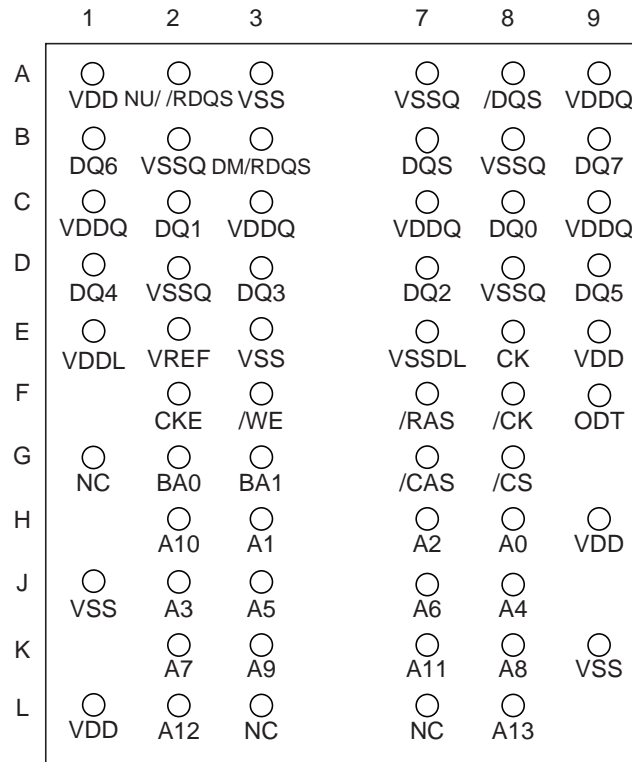 1 2 3 7 8 9
A
VDD NU/ /RDQS VSS VSSQ /DQS VDDQ
B
DQ6 VSSQ DM/RDQS DQS VSSQ DQ7
C
VDDQ DQ1 VDDQ VDDQ DQ0 VDDQ
D
DQ4 VSSQ DQ3 DQ2 VSSQ DQ5
E
VDDL VREF VSS VSSDL CK VDD
F
CKE /WE /RAS /CK ODT
G
NC BA0 BA1 /CAS /CS
H
A10 A1 A2 A0 VDD
J
VSS A3 A5 A6 A4
K
A7 A9 A11 A8 VSS
L
VDD A12 NC NC A13